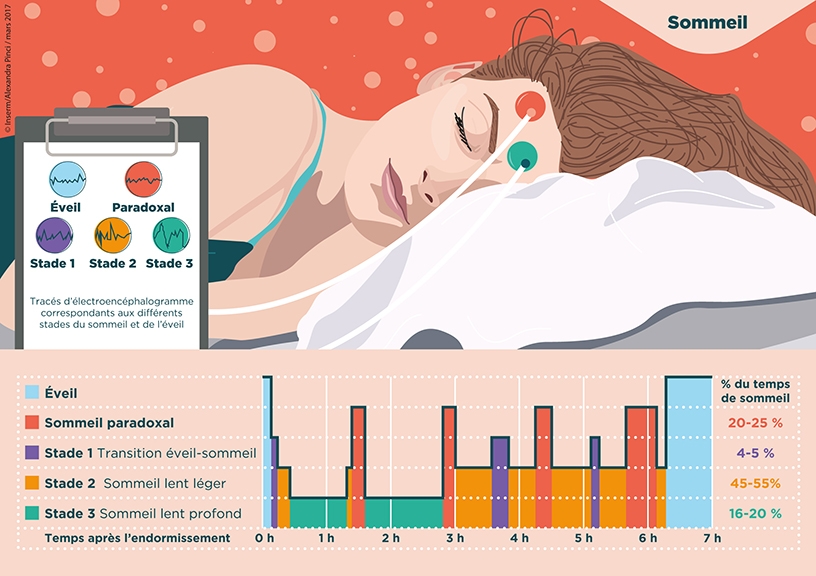 © Inserm/Alexandra Pinci / mars 2017
Sommeil
Éveil
Paradoxal
Stade 1
Stade 2
Stade 3
Tracés d'électroencéphalogramme
correspondants aux différents
stades du sommeil et de l'éveil
% du temps
de sommeil
Éveil
Sommeil paradoxal
20-25 %
Stade 1 Transition éveil-sommeil
4-5 %
Stade 2 Sommeil lent léger
45-55%
Stade 3 Sommeil lent profond
16-20 %
Temps après l'endormissement
0 h
1 h
2 h
3 h
4 h
5 h
6 h
7 h